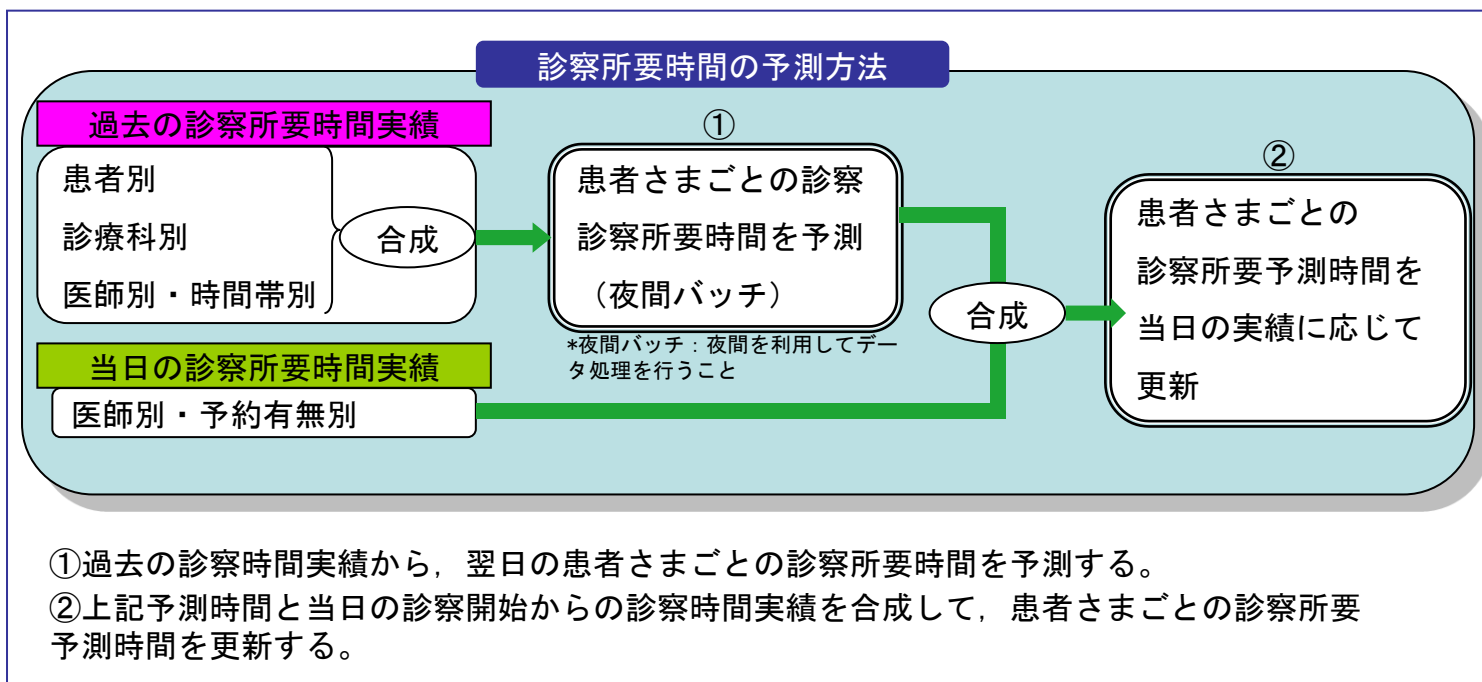 診察所要時間の予測方法
過去の診察所要時間実績
患者別
診療科別
医師別・時間帯別
合成
当日の診察所要時間実績
医師別・予約有無別
①
患者さまごとの診察
診察所要時間を予測
（夜間バッチ）
*夜間バッチ：夜間を利用してデー
タ処理を行うこと
合成
②
患者さまごとの
診察所要予測時間を
当日の実績に応じて
更新
①過去の診察時間実績から，翌日の患者さまごとの診察所要時間を予測する。
②上記予測時間と当日の診察開始からの診察時間実績を合成して，患者さまごとの診察所要
予測時間を更新する。